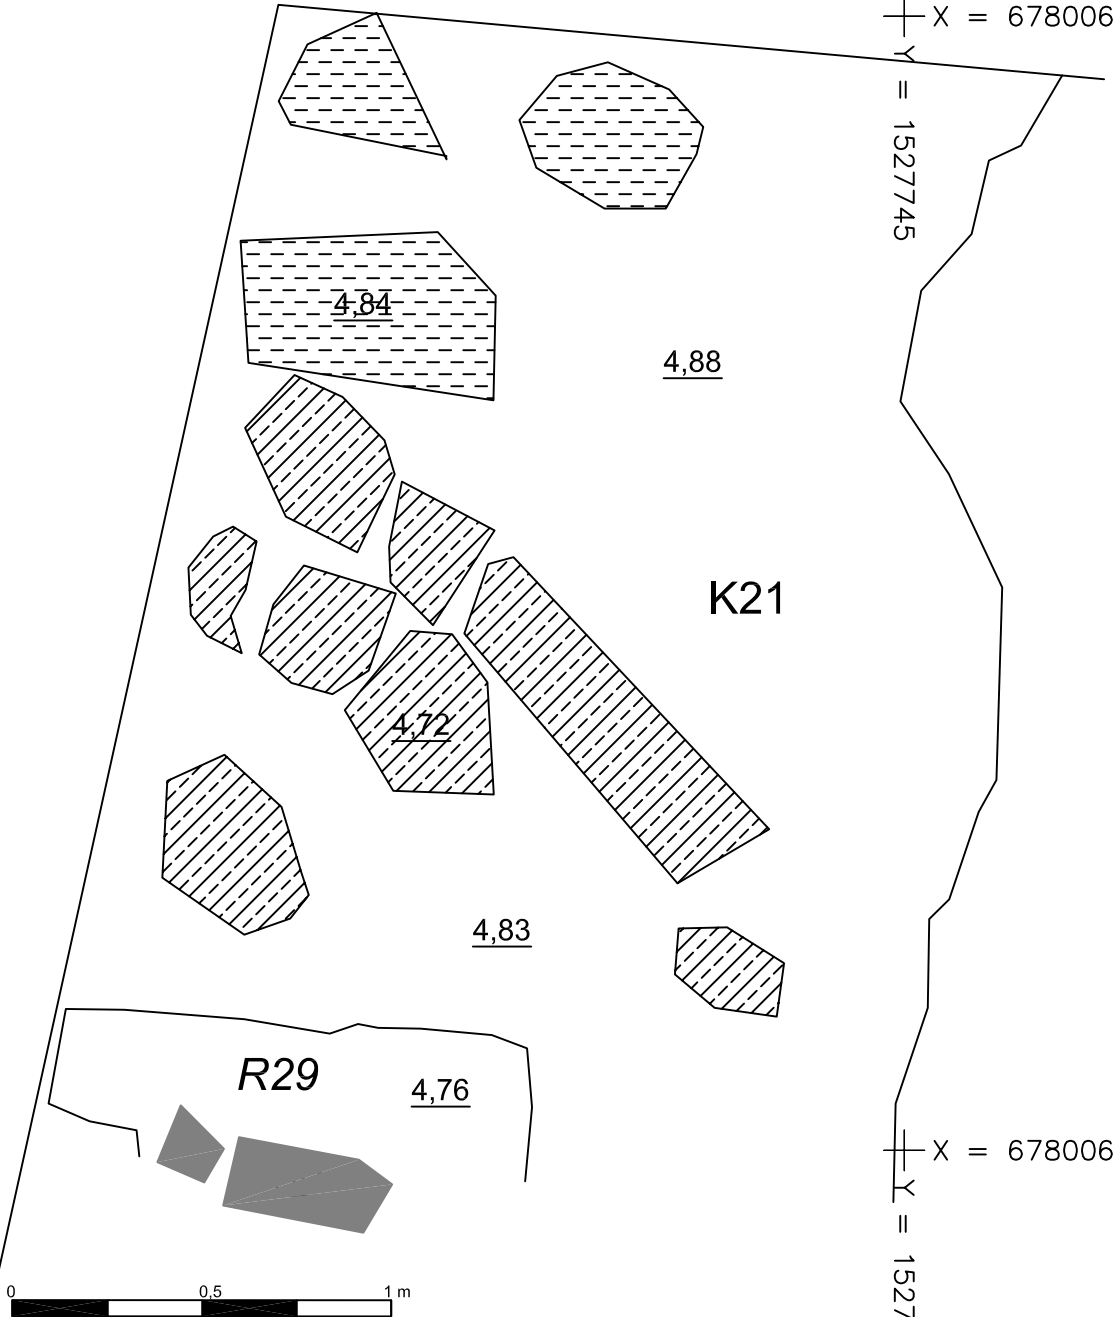 X = 678006
Y = 1527745
4,84
4,88
K21
4,72
4,83
R29
4,76
X = 678006
Y = 1527
0 0,5 1 m